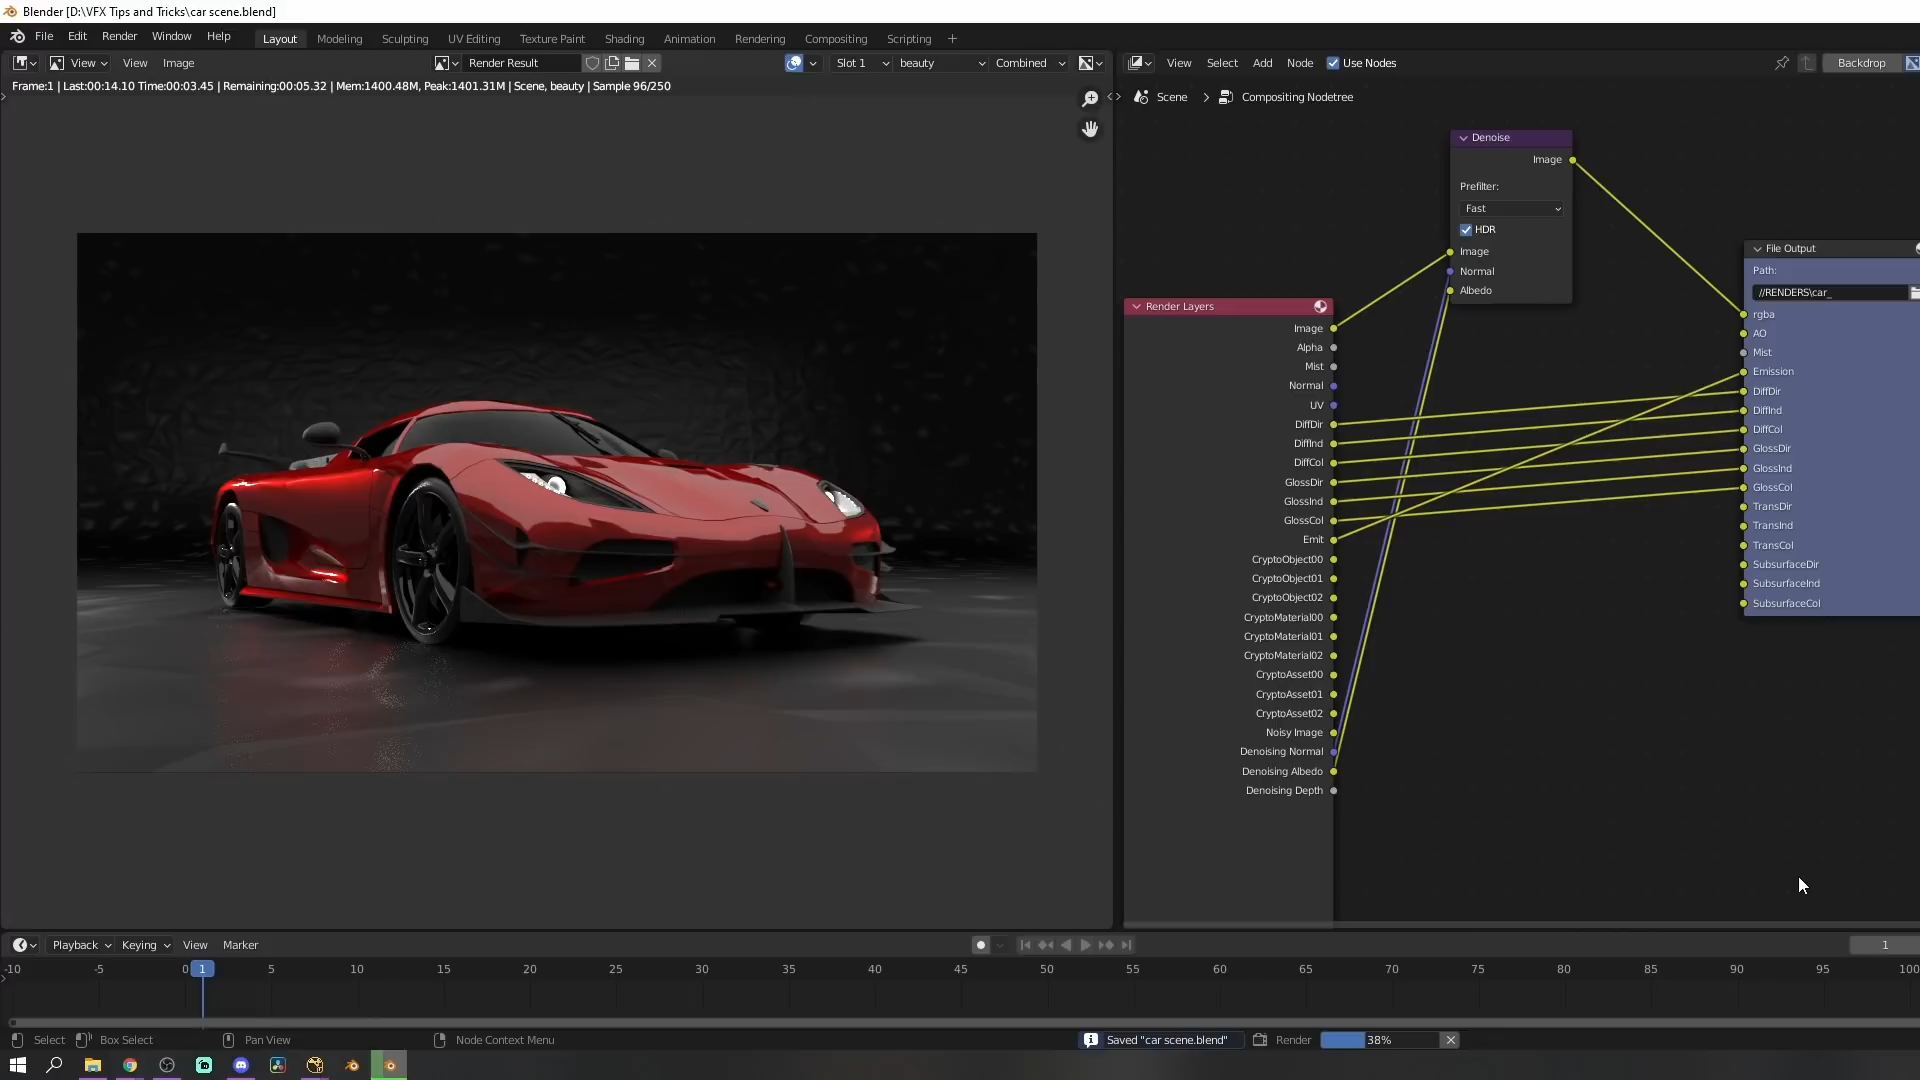 Blender [D:\VFX Tips and Tricks\car scene.blend]
File Edit Render Window Help Layout Modeling Sculpting UV Editing Texture Paint Shading Animation Rendering Compositing Scripting +
View View Image Render Result Slot 1 beauty Combined View Select Add Node Use Nodes Backdrop
Frame:1 | Last:00:14.10 Time:00:03.45 | Remaining:00:05.32 | Mem:1400.48M, Peak:1401.31M | Scene, beauty | Sample 96/250
Scene > Compositing Nodetree
Denoise
Image
Prefilter:
Fast
HDR
Image
Normal
Albedo
Render Layers
Image
Alpha
Mist
Normal
UV
DiffDir
DiffInd
DiffCol
GlossDir
GlossInd
GlossCol
Emit
CryptoObject00
CryptoObject01
CryptoObject02
CryptoMaterial00
CryptoMaterial01
CryptoMaterial02
CryptoAsset00
CryptoAsset01
CryptoAsset02
Noisy Image
Denoising Normal
Denoising Albedo
Denoising Depth
File Output
Path:
//RENDERS\car_
rgba
AO
Mist
Emission
DiffDir
DiffInd
DiffCol
GlossDir
GlossInd
GlossCol
TransDir
TransInd
TransCol
SubsurfaceDir
SubsurfaceInd
SubsurfaceCol
Playback Keying View Marker 1
-10 -5 0 1 5 10 15 20 25 30 35 40 45 50 55 60 65 70 75 80 85 90 95 100
Select Box Select Pan View Node Context Menu Saved "car scene.blend" Render 38%